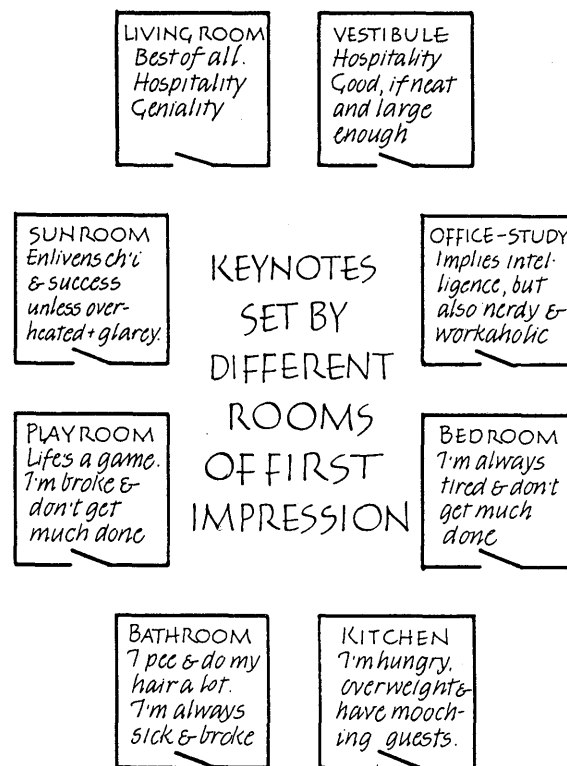 LIVING ROOM
Best of all.
Hospitality
Geniality
VESTIBULE
Hospitality
Good, if neat
and large
enough
SUNROOM
Enlivens ch'i
& success
unless over-
heated + glarey.
KEYNOTES
SET BY
DIFFERENT
ROOMS
OF FIRST
IMPRESSION
OFFICE-STUDY
Implies intel-
ligence, but
also nerdy &
workaholic
PLAYROOM
Life's a game.
I'm broke &
don't get
much done
BEDROOM
I'm always
tired & don't
get much
done
BATHROOM
I pee & do my
hair a lot.
I'm always
sick & broke
KITCHEN
I'm hungry,
overweight &
have mooch-
ing guests.